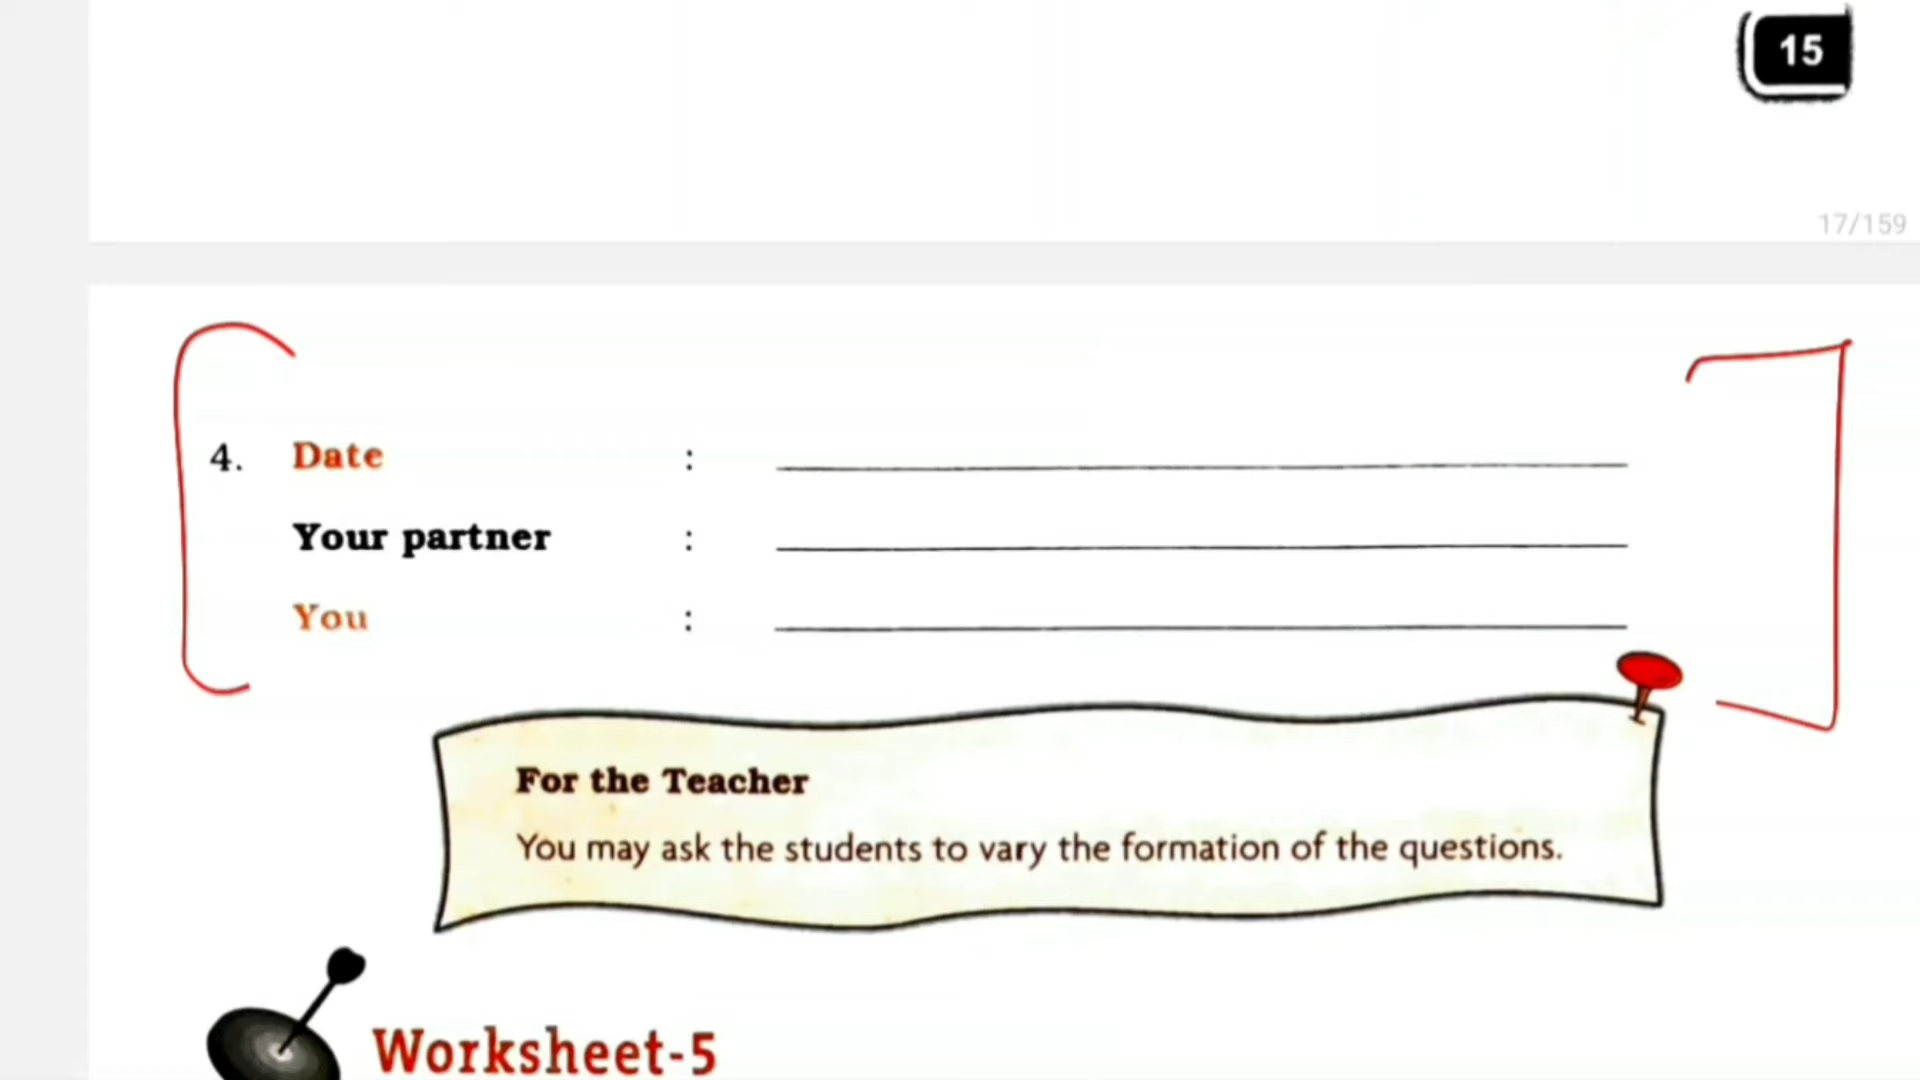 15
17/159
4. Date : 
Your partner : 
You : 
For the Teacher
You may ask the students to vary the formation of the questions.
Worksheet-5